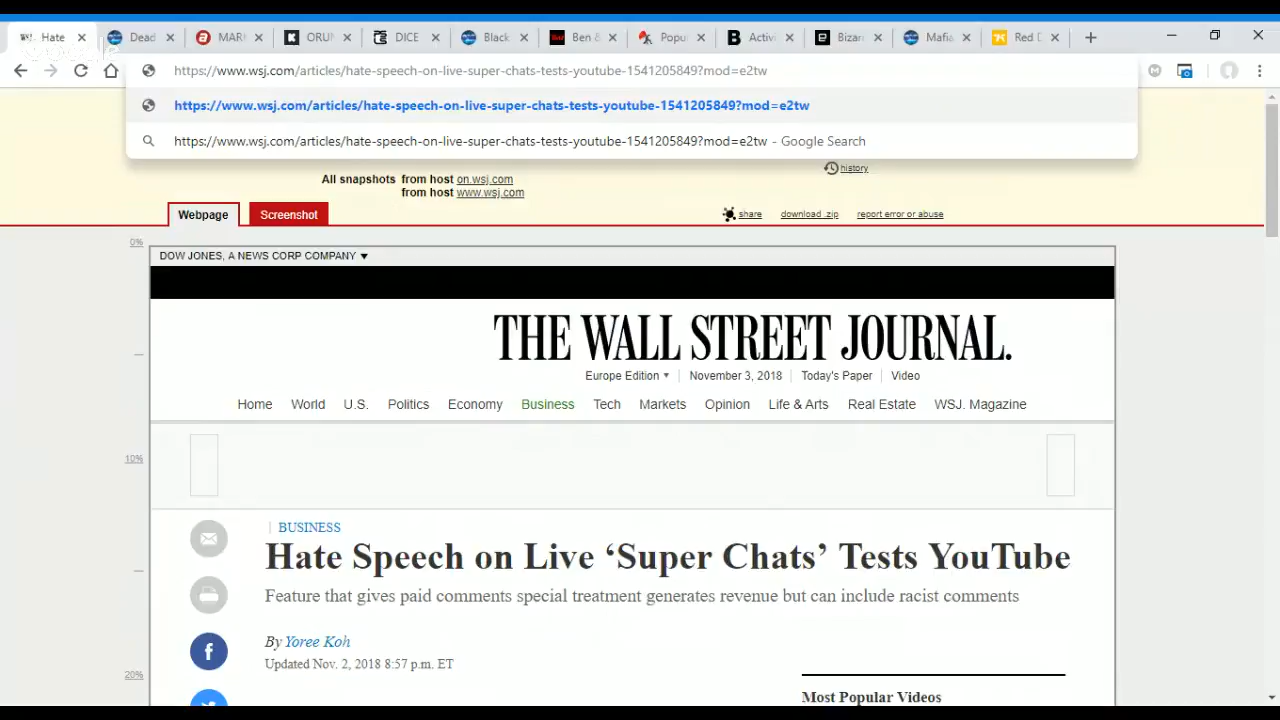 WSJ Hate
Dead
MAR
ORU
DICE
Black
Ben &
Popu
Activi
Bizar
Mafia
Red D
https://www.wsj.com/articles/hate-speech-on-live-super-chats-tests-youtube-1541205849?mod=e2tw
https://www.wsj.com/articles/hate-speech-on-live-super-chats-tests-youtube-1541205849?mod=e2tw
https://www.wsj.com/articles/hate-speech-on-live-super-chats-tests-youtube-1541205849?mod=e2tw - Google Search
history
All snapshots from host on.wsj.com
from host www.wsj.com
Webpage
Screenshot
share
download .zip
report error or abuse
0%
DOW JONES, A NEWS CORP COMPANY ▼
THE WALL STREET JOURNAL.
Europe Edition ▾ | November 3, 2018 | Today's Paper | Video
Home World U.S. Politics Economy Business Tech Markets Opinion Life & Arts Real Estate WSJ. Magazine
10%
| BUSINESS
Hate Speech on Live ‘Super Chats’ Tests YouTube
Feature that gives paid comments special treatment generates revenue but can include racist comments
By Yoree Koh
Updated Nov. 2, 2018 8:57 p.m. ET
20%
Most Popular Videos